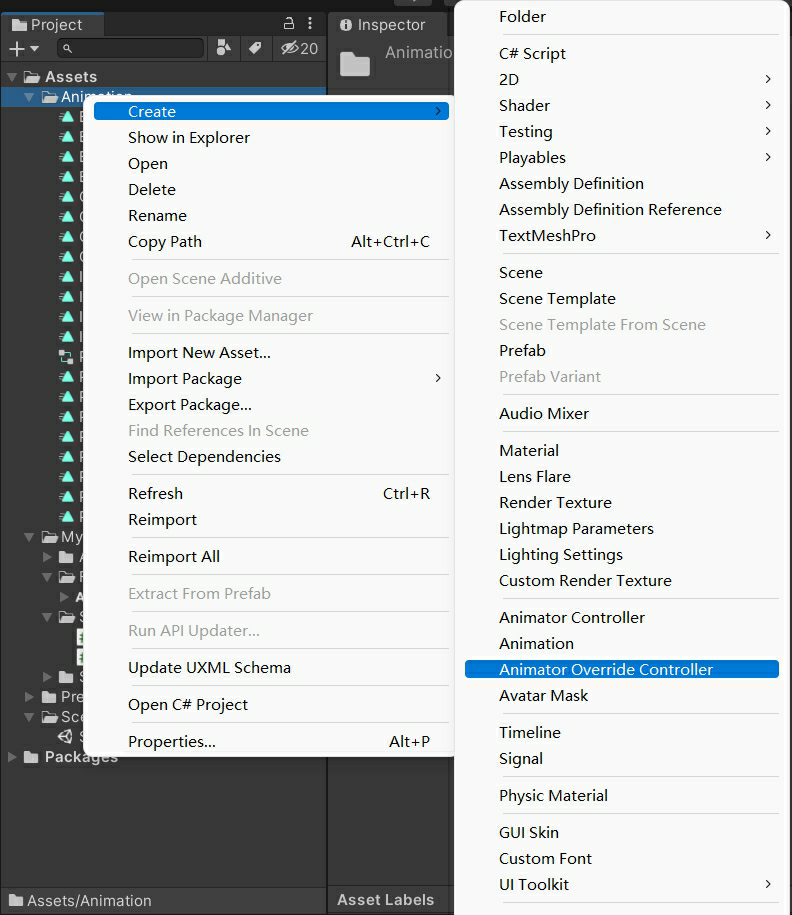 Project
Inspector
20
Animatio
Assets
Animation
Create
Show in Explorer
Open
Delete
Rename
Copy Path Alt+Ctrl+C
Open Scene Additive
View in Package Manager
Import New Asset...
Import Package
Export Package...
Find References In Scene
Select Dependencies
Refresh Ctrl+R
Reimport
Reimport All
Extract From Prefab
Run API Updater...
Update UXML Schema
Open C# Project
Properties... Alt+P
Folder
C# Script
2D
Shader
Testing
Playables
Assembly Definition
Assembly Definition Reference
TextMeshPro
Scene
Scene Template
Scene Template From Scene
Prefab
Prefab Variant
Audio Mixer
Material
Lens Flare
Render Texture
Lightmap Parameters
Lighting Settings
Custom Render Texture
Animator Controller
Animation
Animator Override Controller
Avatar Mask
Timeline
Signal
Physic Material
GUI Skin
Custom Font
UI Toolkit
My
Pre
Sce
Packages
Assets/Animation
Asset Labels